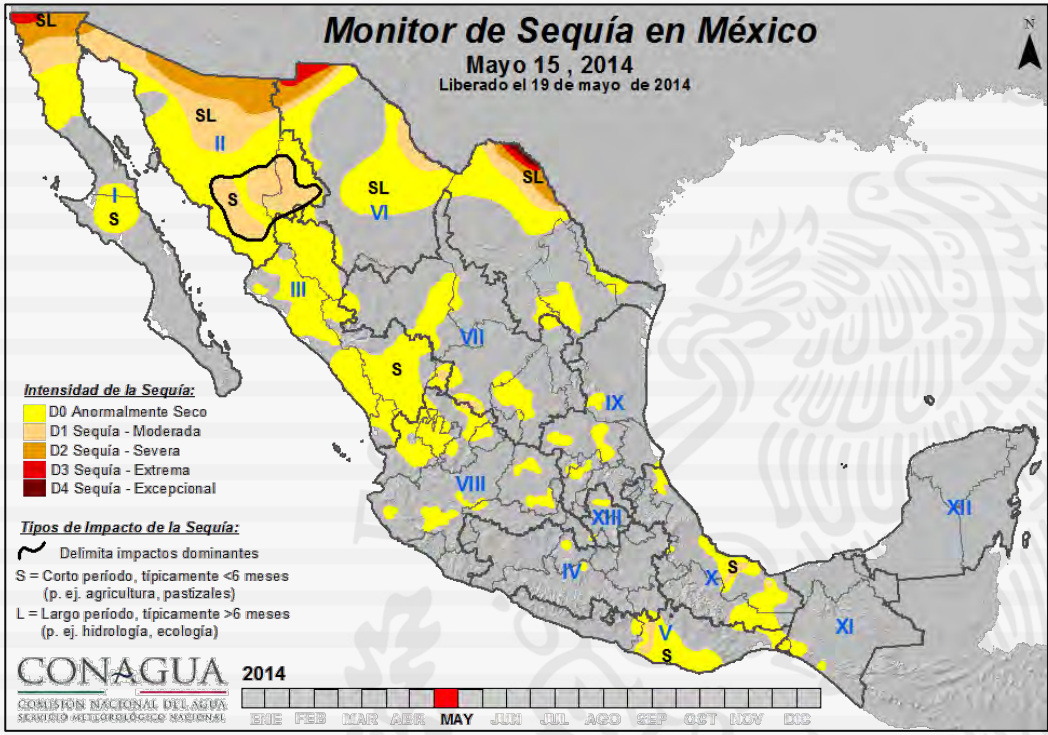 Monitor de Sequía en México
Mayo 15 , 2014
Liberado el 19 de mayo de 2014
N
SL
SL
II
S
I
S
SL
VI
SL
III
VII
S
IX
VIII
XIII
IV
X
S
V
S
XI
XII
Intensidad de la Sequía:
D0 Anormalmente Seco
D1 Sequía - Moderada
D2 Sequía - Severa
D3 Sequía - Extrema
D4 Sequía - Excepcional
Tipos de Impacto de la Sequía:
Delimita impactos dominantes
S = Corto período, típicamente <6 meses
(p. ej. agricultura, pastizales)
L = Largo período, típicamente >6 meses
(p. ej. hidrología, ecología)
CONAGUA
COMISIÓN NACIONAL DEL AGUA
SERVICIO METEOROLÓGICO NACIONAL
2014
ENE FEB MAR ABR MAY JUN JUL AGO SEP OCT NOV DIC